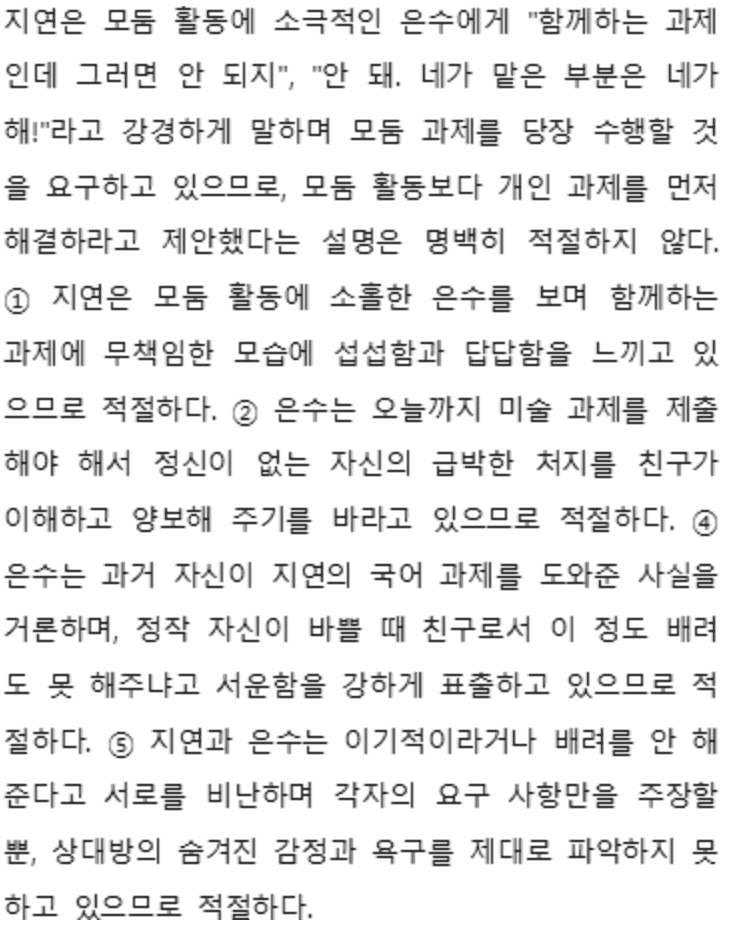 지연은 모둠 활동에 소극적인 은수에게 "함께하는 과제
인데 그러면 안 되지", "안 돼. 네가 맡은 부분은 네가
해!"라고 강경하게 말하며 모둠 과제를 당장 수행할 것
을 요구하고 있으므로, 모둠 활동보다 개인 과제를 먼저
해결하라고 제안했다는 설명은 명백히 적절하지 않다.
① 지연은 모둠 활동에 소홀한 은수를 보며 함께하는
과제에 무책임한 모습에 섭섭함과 답답함을 느끼고 있
으므로 적절하다. ② 은수는 오늘까지 미술 과제를 제출
해야 해서 정신이 없는 자신의 급박한 처지를 친구가
이해하고 양보해 주기를 바라고 있으므로 적절하다. ④
은수는 과거 자신이 지연의 국어 과제를 도와준 사실을
거론하며, 정작 자신이 바쁠 때 친구로서 이 정도 배려
도 못 해주냐고 서운함을 강하게 표출하고 있으므로 적
절하다. ⑤ 지연과 은수는 이기적이라거나 배려를 안 해
준다고 서로를 비난하며 각자의 요구 사항만을 주장할
뿐, 상대방의 숨겨진 감정과 욕구를 제대로 파악하지 못
하고 있으므로 적절하다.